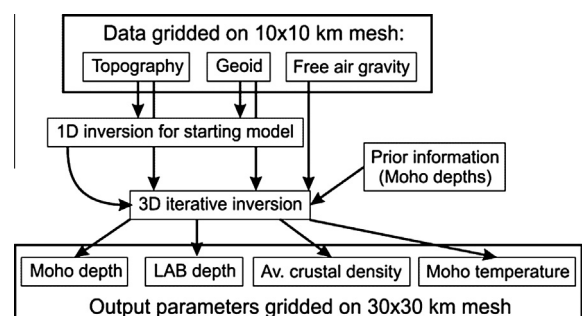 Data gridded on 10x10 km mesh:
Topography
Geoid
Free air gravity
1D inversion for starting model
Prior information
(Moho depths)
3D iterative inversion
Moho depth
LAB depth
Av. crustal density
Moho temperature
Output parameters gridded on 30x30 km mesh